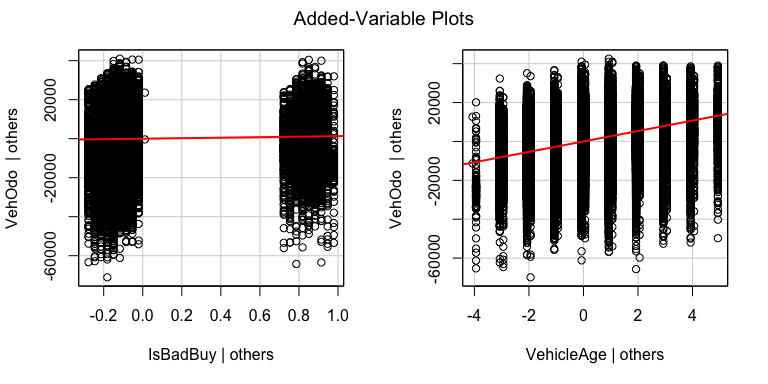 Added-Variable Plots
VehOdo | others
20000
-20000
-60000
-0.2 0.0 0.2 0.4 0.6 0.8 1.0
IsBadBuy | others
VehOdo | others
20000
-20000
-60000
-4 -2 0 2 4
VehicleAge | others